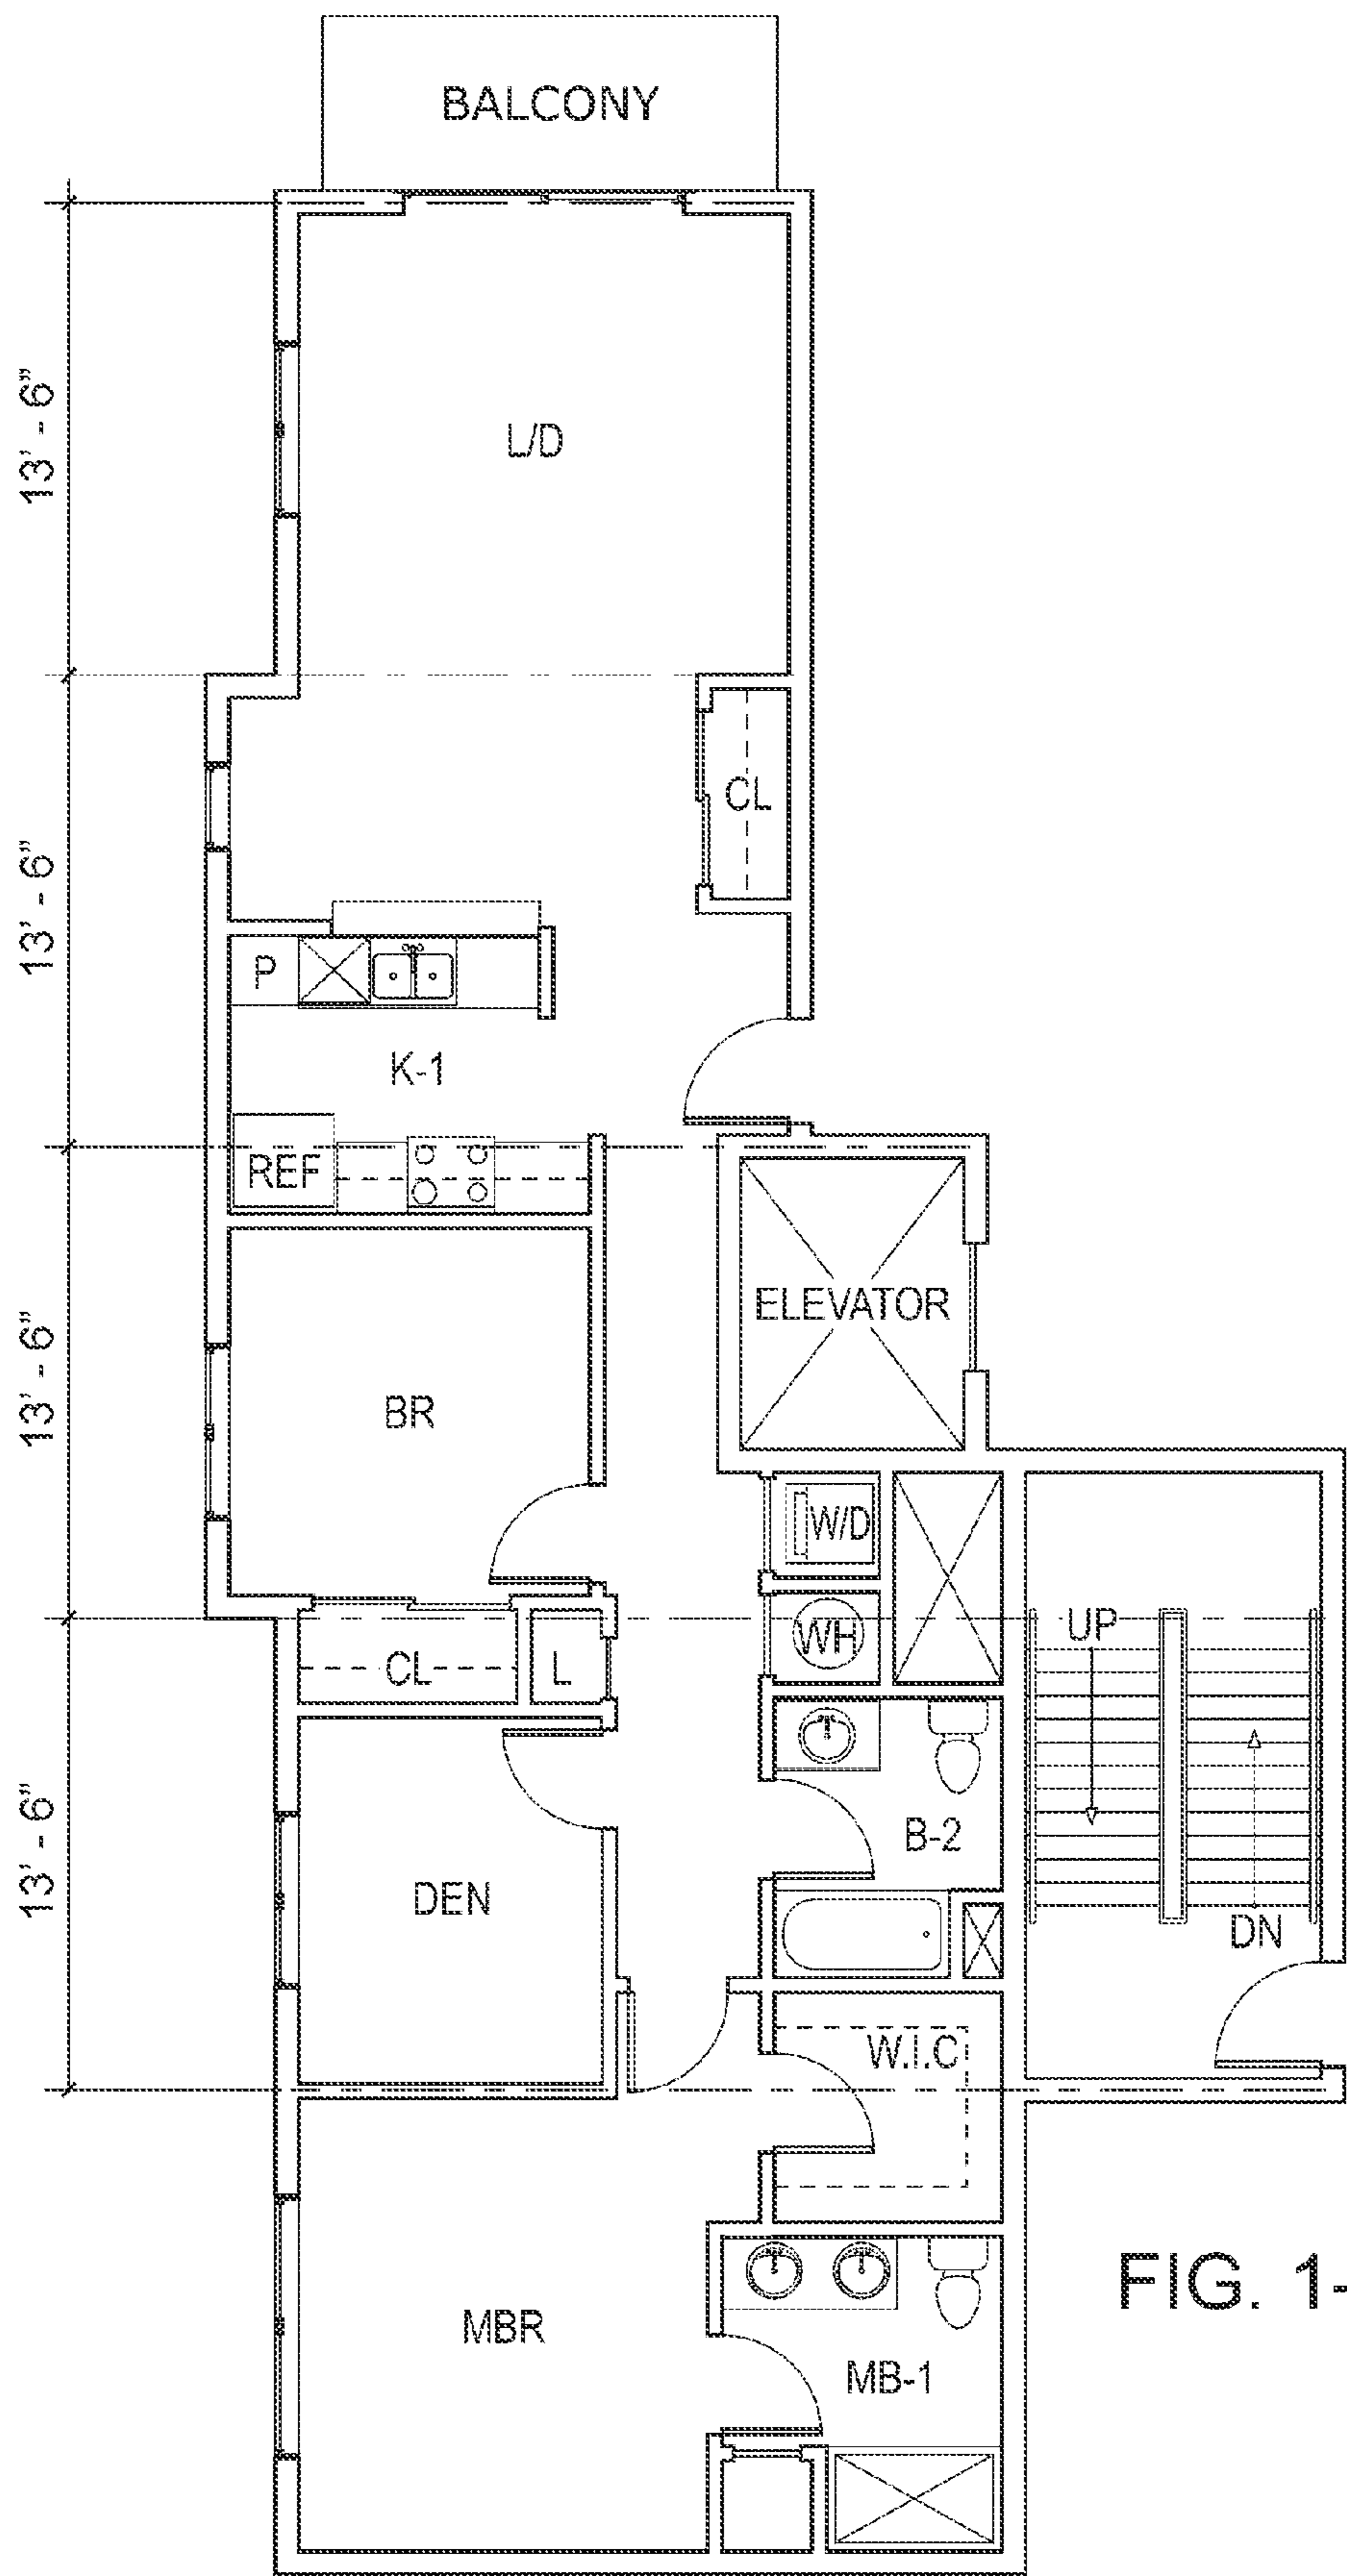 BALCONY
13' - 6"
L/D
CL
13' - 6"
P
K-1
REF
ELEVATOR
13' - 6"
BR
W/D
WH
UP
CL
L
B-2
13' - 6"
DEN
DN
W.I.C
FIG. 1-
MBR
MB-1